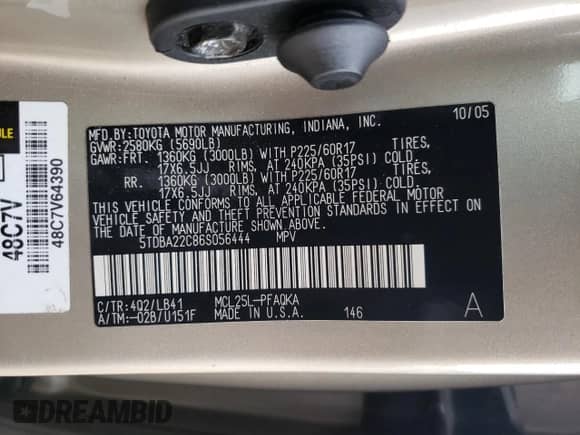 MFD.BY:TOYOTA MOTOR MANUFACTURING, INDIANA, INC. 10/05
GVWR:2580KG (5690LB)
GAWR:FRT. 1360KG (3000LB) WITH P225/60R17 TIRES,
17X6.5JJ RIMS, AT 240KPA (35PSI) COLD.
RR. 1360KG (3000LB) WITH P225/60R17 TIRES,
17X6.5JJ RIMS, AT 240KPA (35PSI) COLD.
THIS VEHICLE CONFORMS TO ALL APPLICABLE FEDERAL MOTOR
VEHICLE SAFETY AND THEFT PREVENTION STANDARDS IN EFFECT ON
THE DATE OF MANUFACTURE SHOWN ABOVE.
5TDBA22C86S056444 MPV
C/TR:4Q2/LB41 MCL25L-PFAQKA
A/TM:-028/U151F MADE IN U.S.A. 146 A
48C7V
48C7V64390
DREAMBID